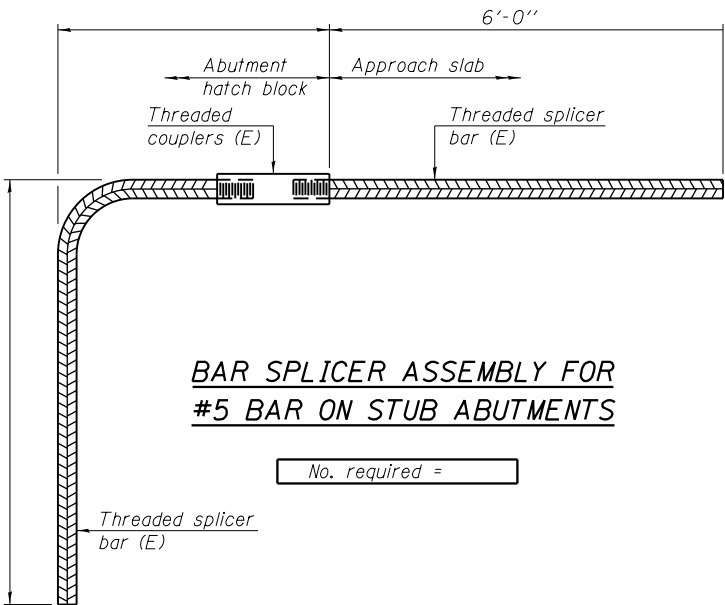 6'-0''
Abutment
hatch block
Approach slab
Threaded
couplers (E)
Threaded splicer
bar (E)
BAR SPLICER ASSEMBLY FOR
#5 BAR ON STUB ABUTMENTS
No. required =
Threaded splicer
bar (E)